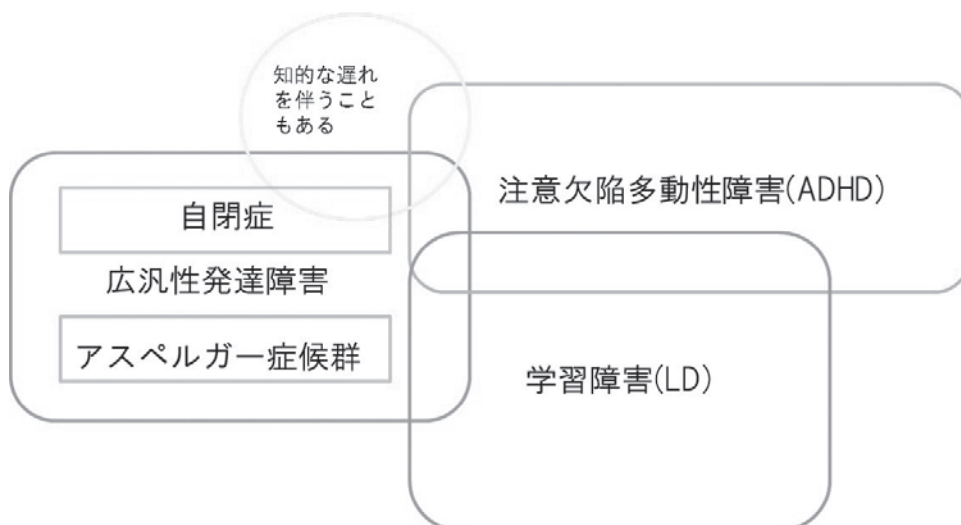 知的な遅れ
を伴うこと
もある
注意欠陥多動性障害(ADHD)
自閉症
広汎性発達障害
アスペルガー症候群
学習障害(LD)